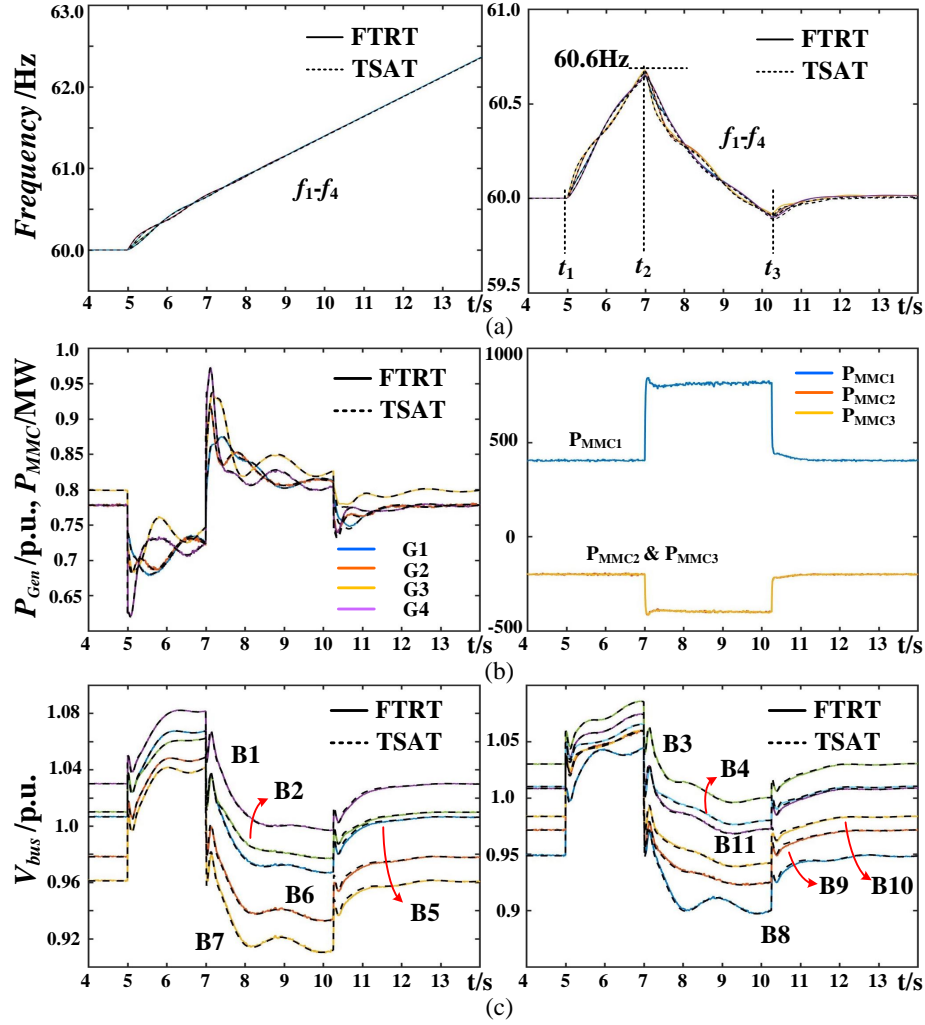 Frequency /Hz
62.0
61.0
60.0
FTRT
TSAT
f1-f4
4 5 6 7 8 9 10 11 12 13 t/s
61.0
60.5
60.0
59.5
60.6Hz
FTRT
TSAT
f1-f4
t1 t2 t3
4 5 6 7 8 9 10 11 12 13 t/s
(a)
PGen /p.u., PMMC/MW
1.0
0.95
0.9
0.85
0.8
0.75
0.7
0.65
FTRT
TSAT
G1
G2
G3
G4
4 5 6 7 8 9 10 11 12 13 t/s
1000
500
0
-500
PMMC1
PMMC2
PMMC3
PMMC1
PMMC2 & PMMC3
4 5 6 7 8 9 10 11 12 13 t/s
(b)
Vbus /p.u.
1.08
1.04
1.0
0.96
0.92
FTRT
TSAT
B1
B2
B6
B5
B7
4 5 6 7 8 9 10 11 12 13 t/s
1.05
1.0
0.95
0.9
FTRT
TSAT
B3
B4
B11
B9
B10
B8
4 5 6 7 8 9 10 11 12 13 t/s
(c)